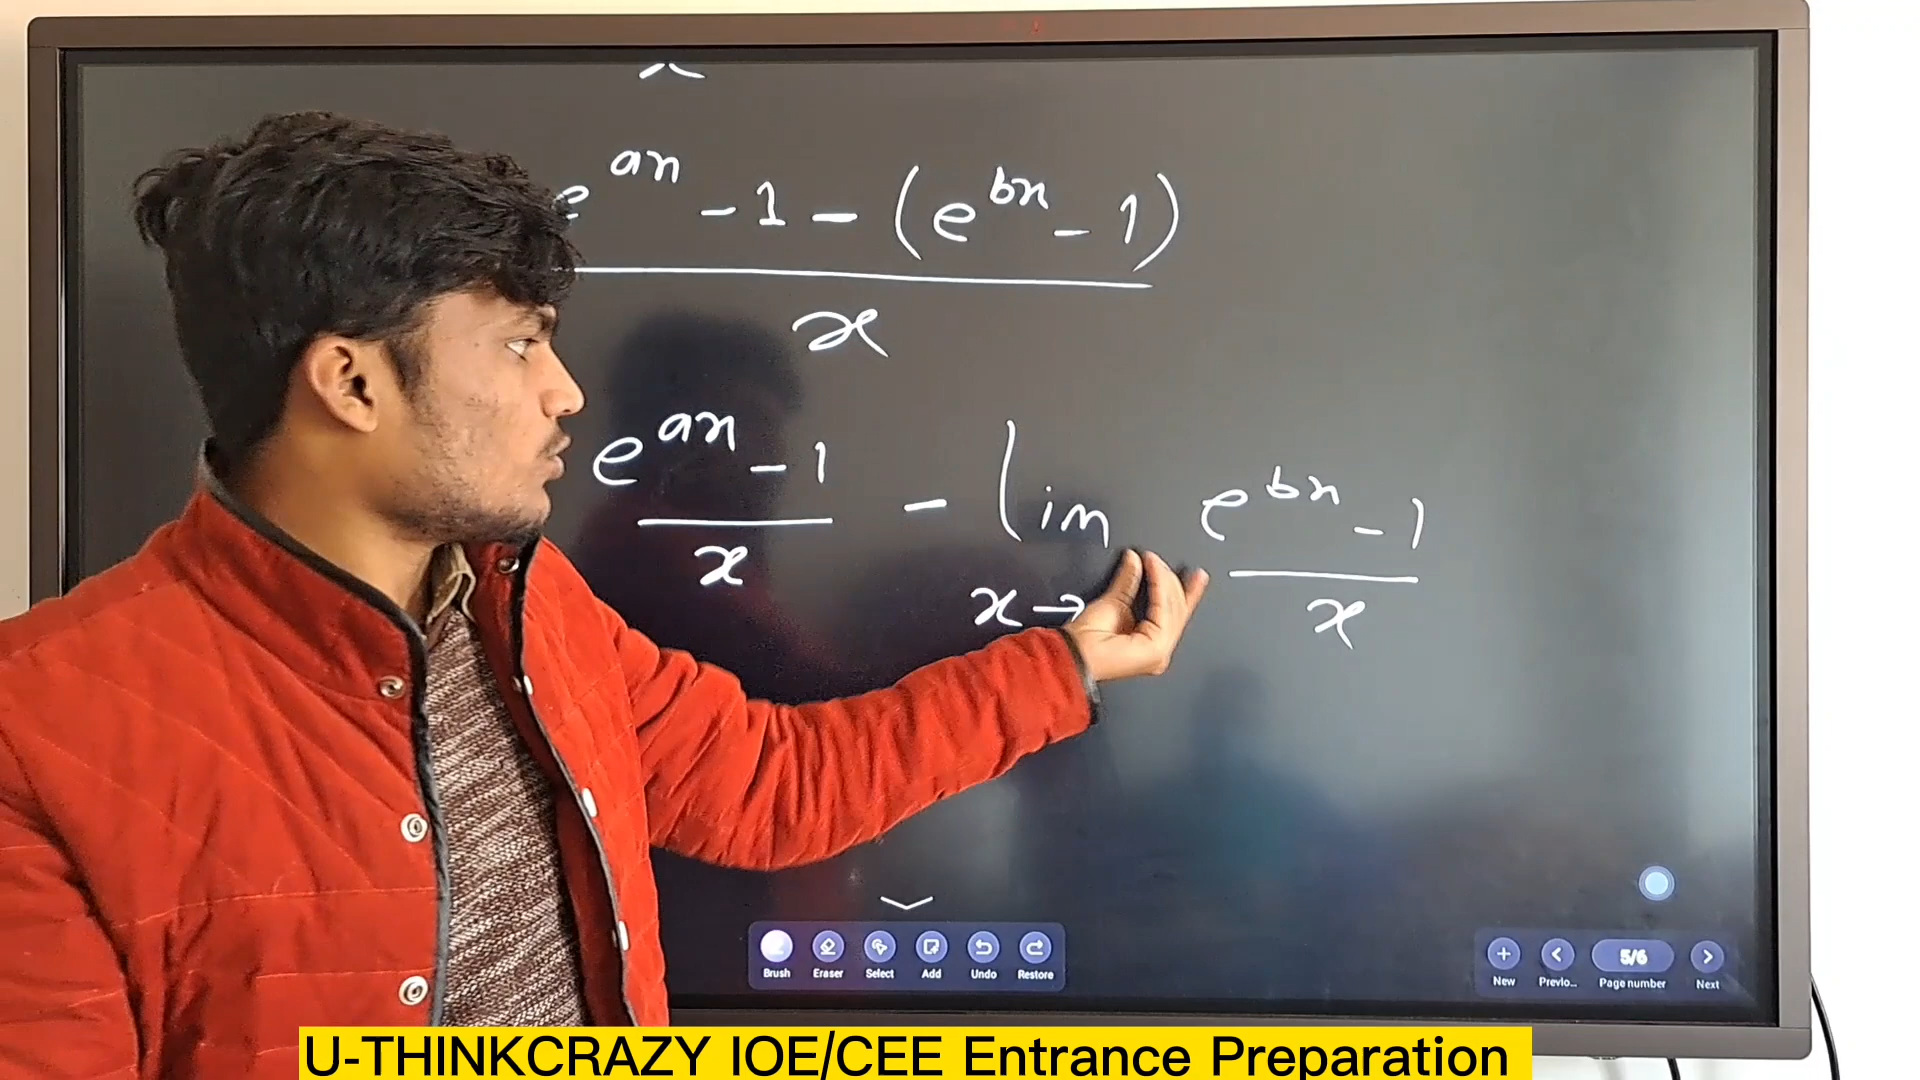 e^{ax} - 1 - (e^{bx} - 1)
x
e^{ax} - 1 - lim e^{bx} - 1
x x → x
Brush Eraser Select Add Undo Restore
New Previo... 5/6 Page number Next
U-THINKCRAZY IOE/CEE Entrance Preparation